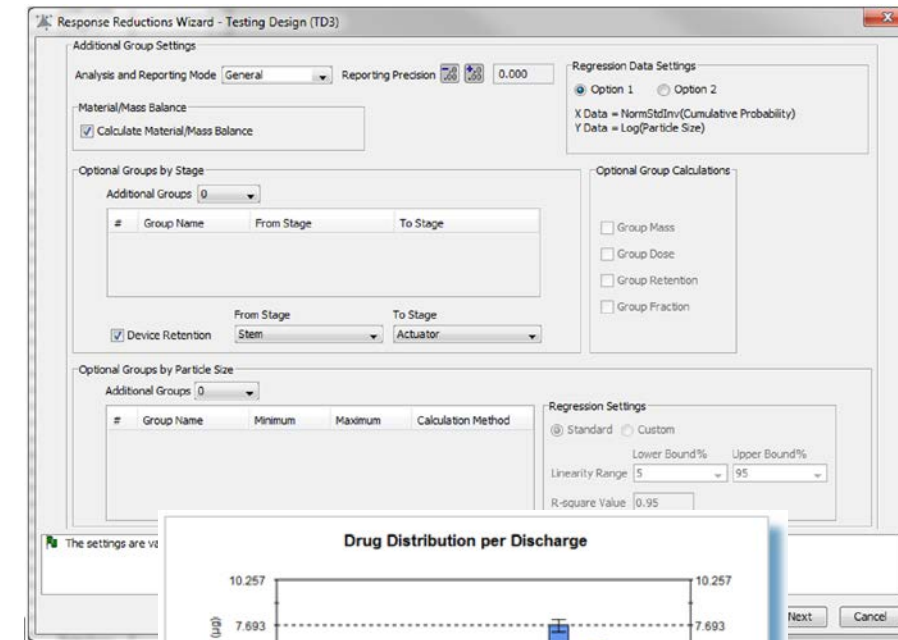 Response Reductions Wizard - Testing Design (TD3)
Additional Group Settings
Analysis and Reporting Mode General Reporting Precision 0.000
Regression Data Settings
Option 1 Option 2
X Data = NormStdInv(Cumulative Probability)
Y Data = Log(Particle Size)
Material/Mass Balance
Calculate Material/Mass Balance
Optional Groups by Stage
Additional Groups 0
# Group Name From Stage To Stage
Optional Group Calculations
Group Mass
Group Dose
Group Retention
Group Fraction
From Stage To Stage
Device Retention Stem Actuator
Optional Groups by Particle Size
Additional Groups 0
# Group Name Minimum Maximum Calculation Method
Regression Settings
Standard Custom
Lower Bound% Upper Bound%
Linearity Range 5 95
R-square Value 0.95
The settings are va
Next Cancel
Drug Distribution per Discharge
10.257 10.257
7.693 7.693
(µg)